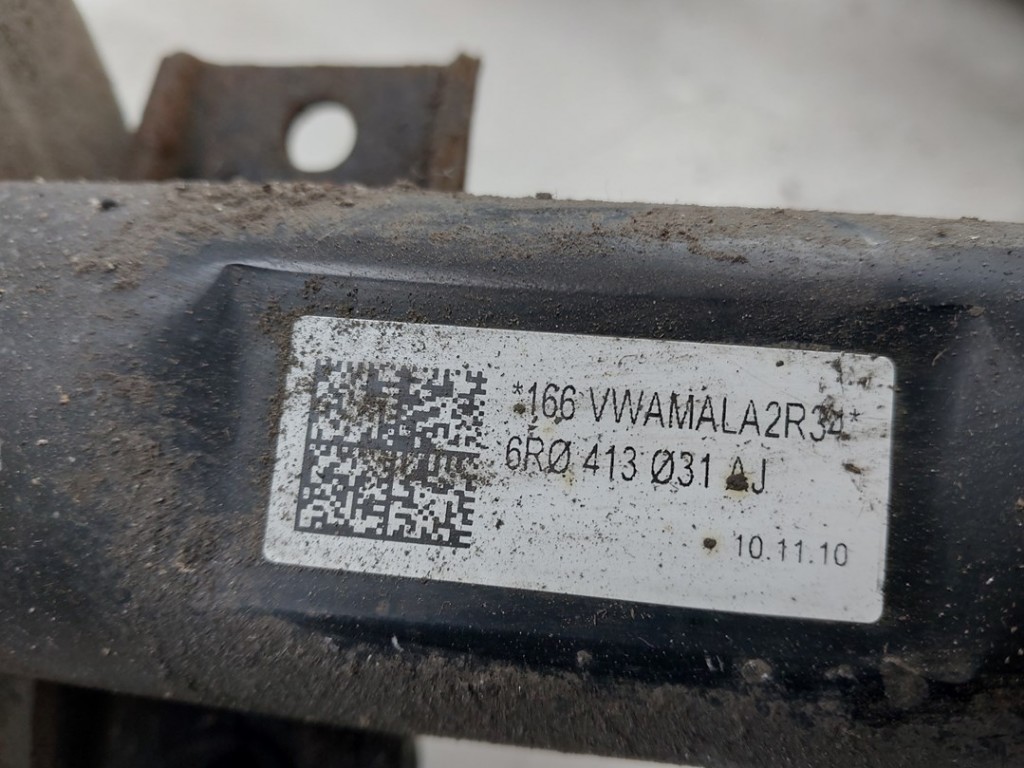 *166 VWAMALA2R34*
6RØ 413 Ø31 AJ
10.11.10